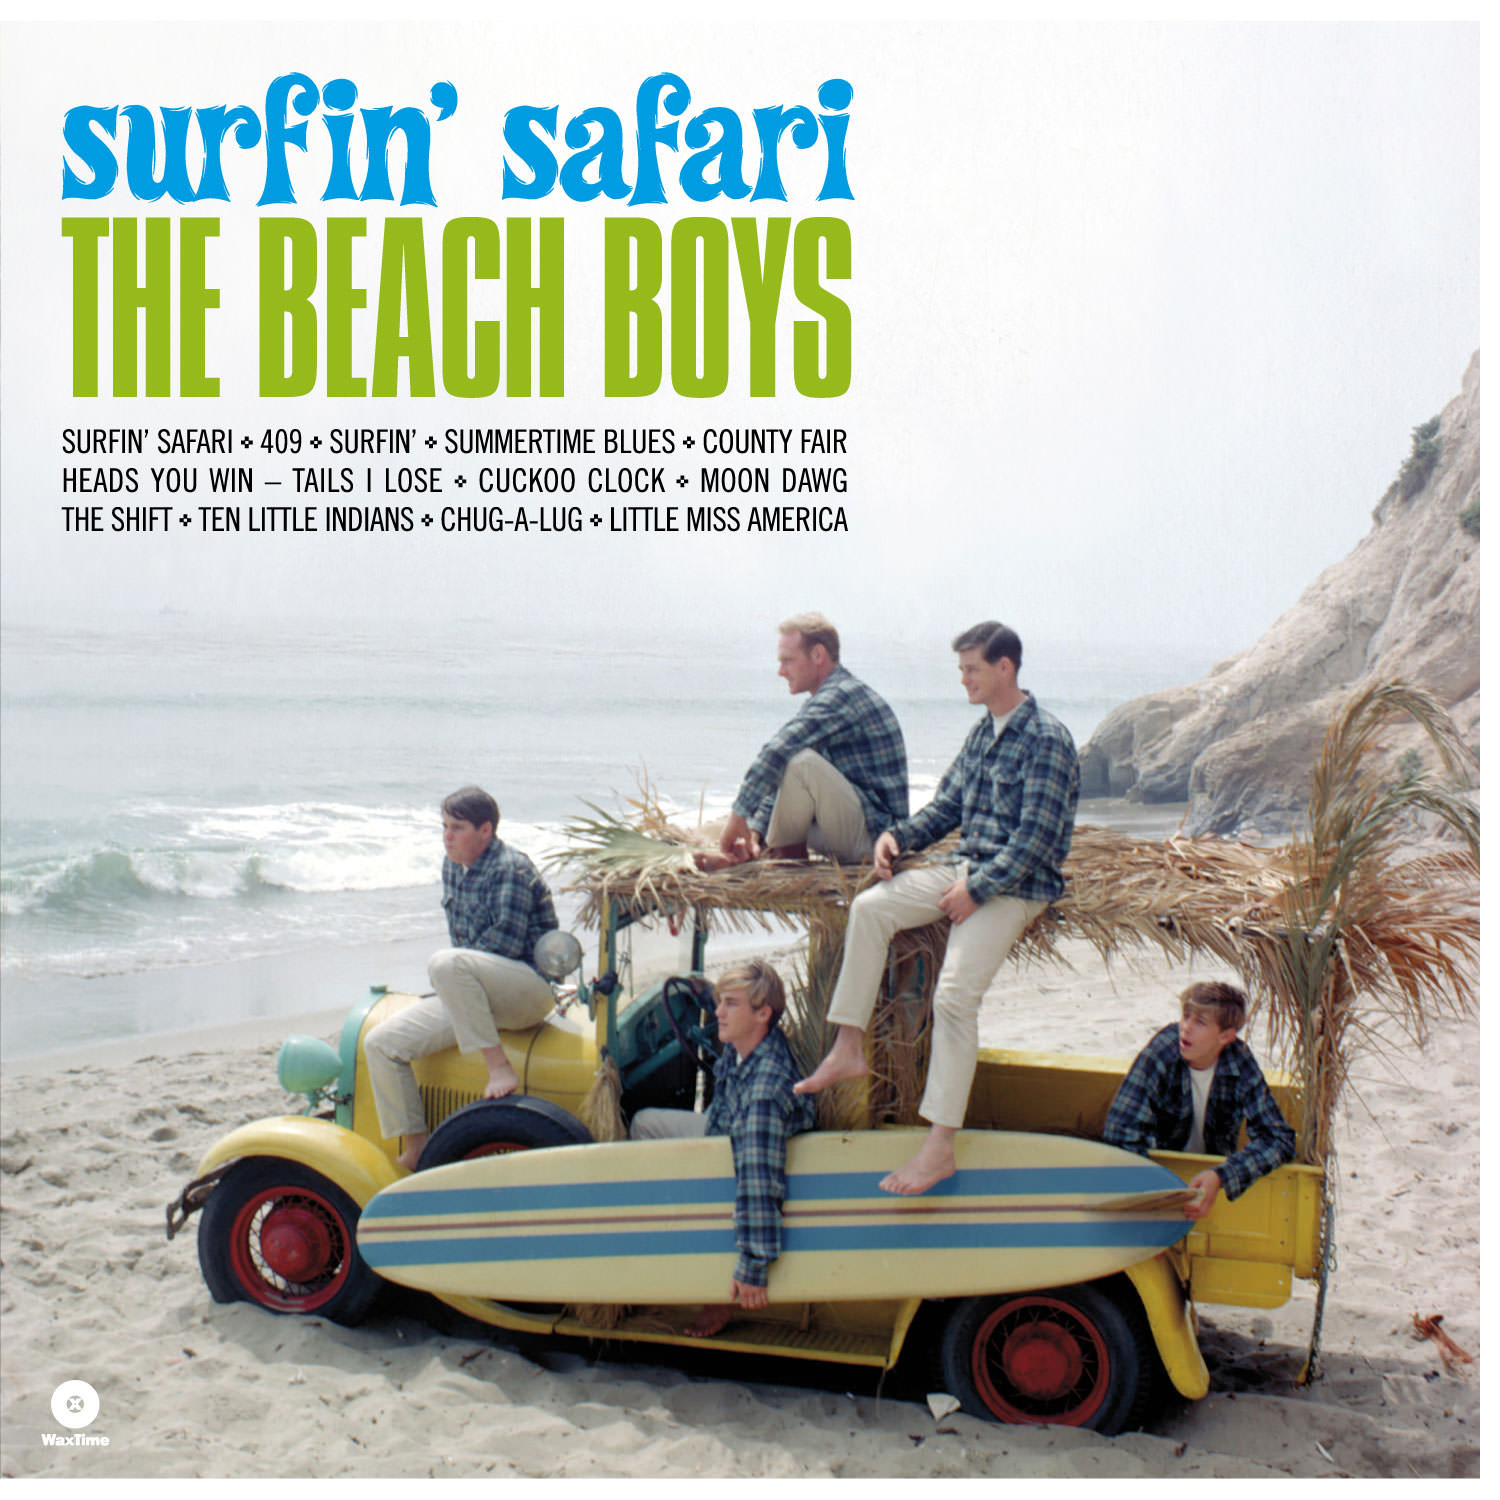 surfin' safari
THE BEACH BOYS
SURFIN' SAFARI ❖ 409 ❖ SURFIN' ❖ SUMMERTIME BLUES ❖ COUNTY FAIR
HEADS YOU WIN – TAILS I LOSE ❖ CUCKOO CLOCK ❖ MOON DAWG
THE SHIFT ❖ TEN LITTLE INDIANS ❖ CHUG-A-LUG ❖ LITTLE MISS AMERICA
WaxTime